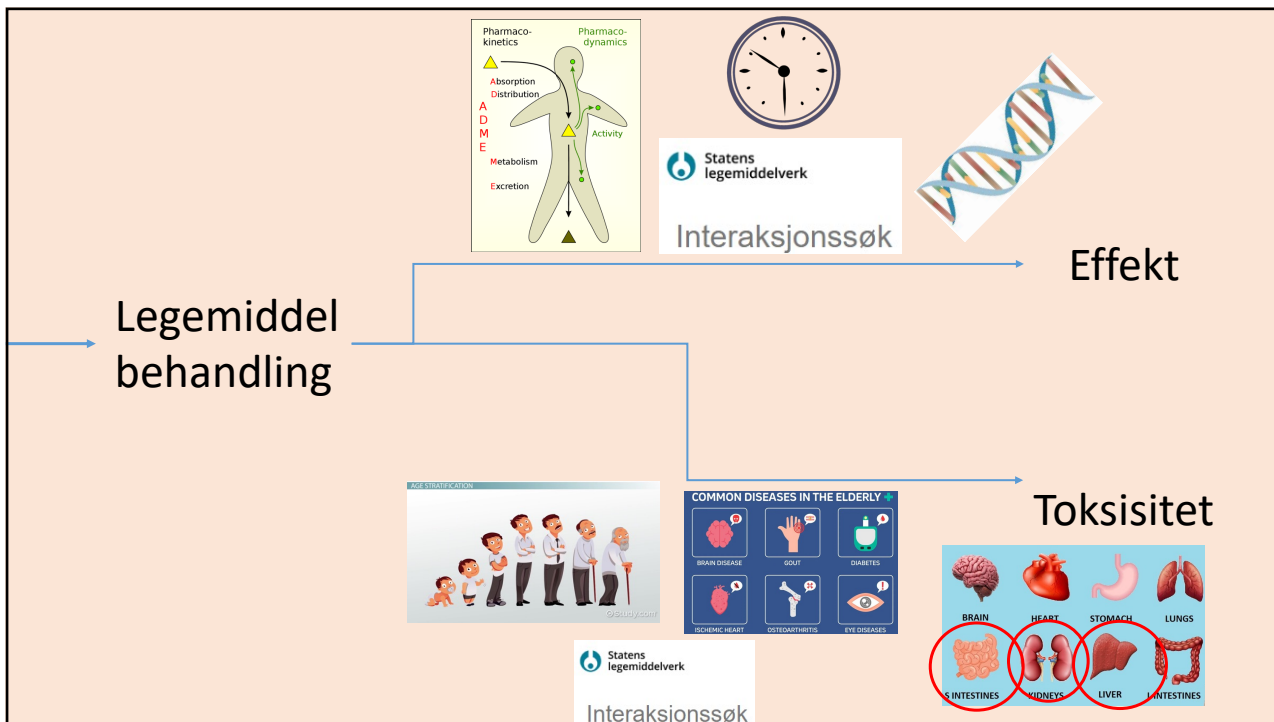 Pharmaco-
kinetics
Pharmaco-
dynamics
Absorption
Distribution
A
D
M
E
Activity
Metabolism
Excretion
Statens
legemiddelverk
Interaksjonssøk
Effekt
Legemiddel
behandling
AGE STRATIFICATION
Study.com
COMMON DISEASES IN THE ELDERLY
BRAIN DISEASE
GOUT
DIABETES
ISCHEMIC HEART
OSTEOARTHRITIS
EYE DISEASES
Toksisitet
BRAIN
HEART
STOMACH
LUNGS
S INTESTINES
KIDNEYS
LIVER
INTESTINES
Statens
legemiddelverk
Interaksjonssøk